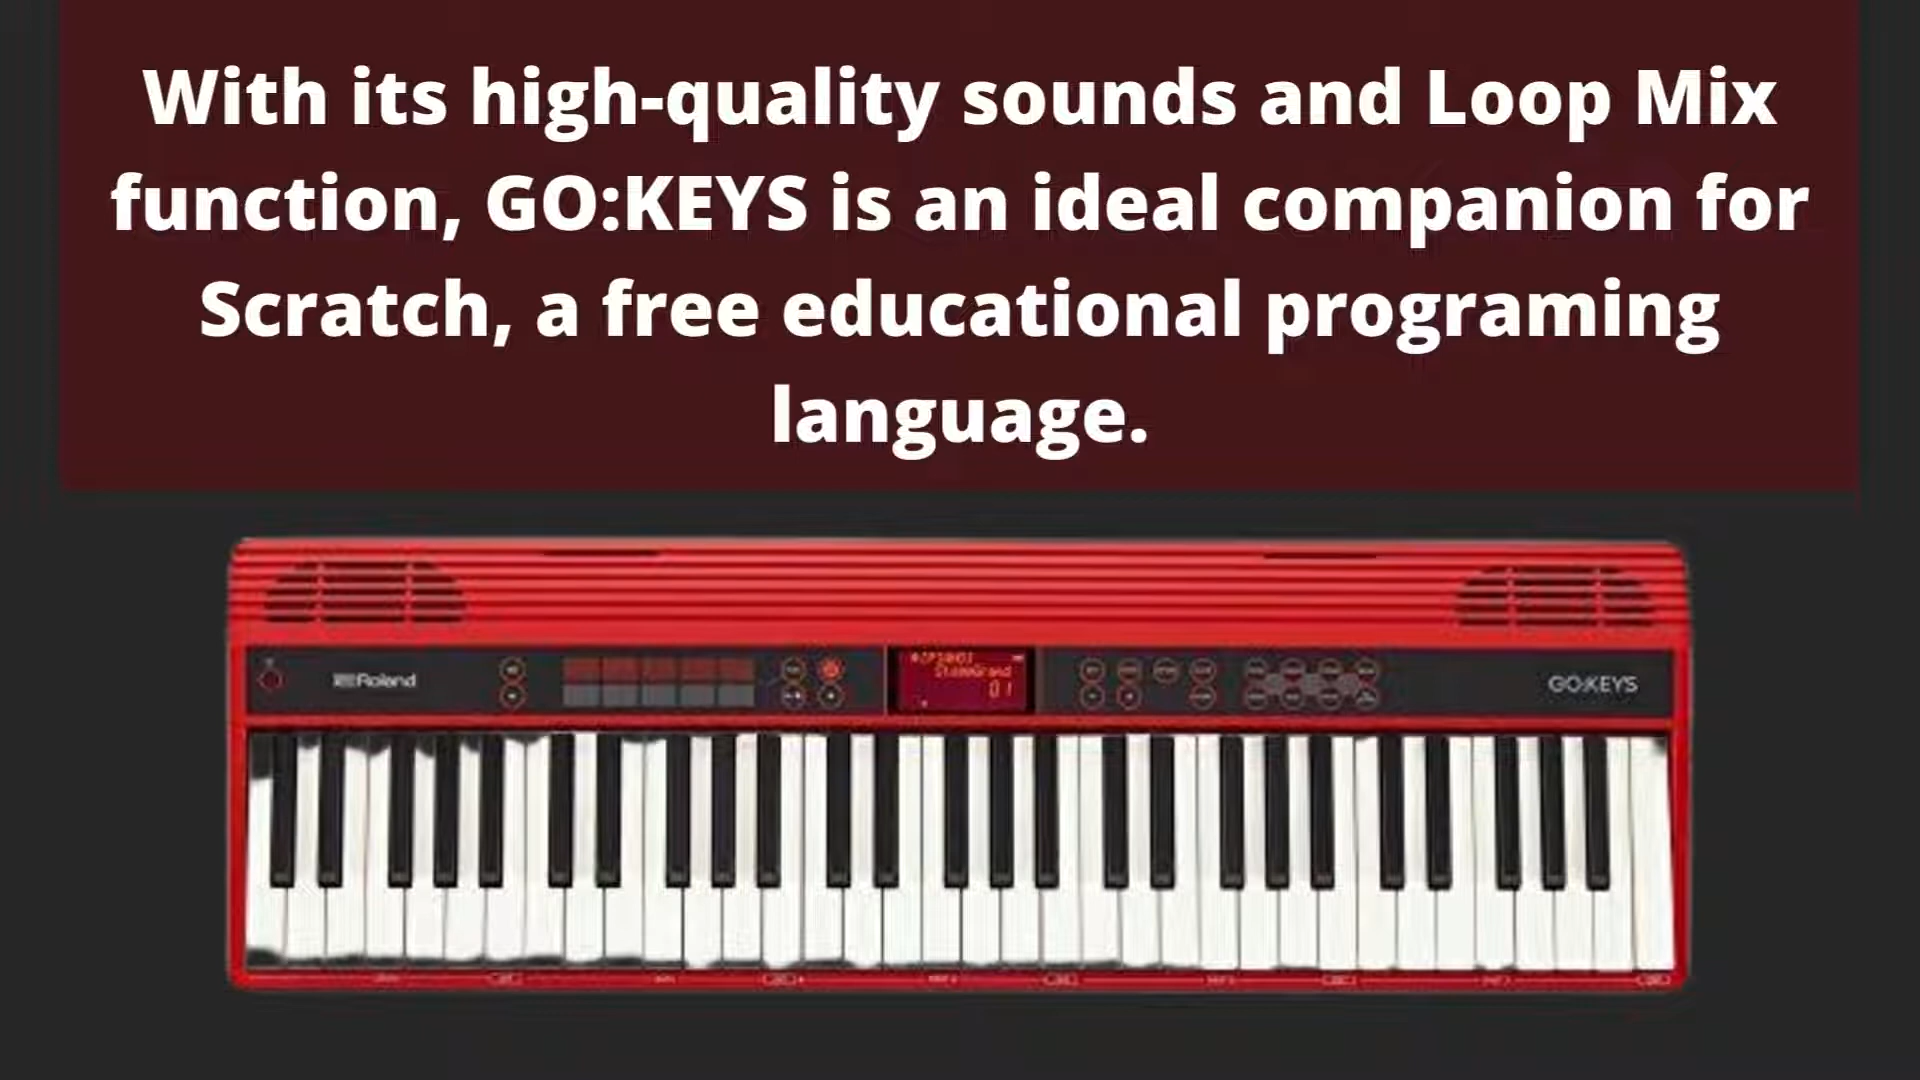 With its high-quality sounds and Loop Mix
function, GO:KEYS is an ideal companion for
Scratch, a free educational programing
language.
Roland
GO:KEYS